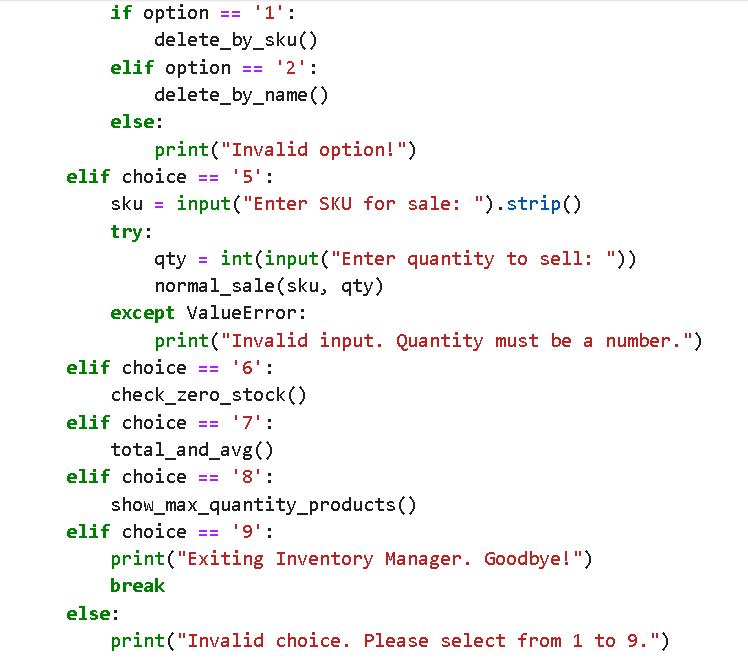 if option == '1':
    delete_by_sku()
elif option == '2':
    delete_by_name()
else:
    print("Invalid option!")
elif choice == '5':
sku = input("Enter SKU for sale: ").strip()
try:
    qty = int(input("Enter quantity to sell: "))
    normal_sale(sku, qty)
except ValueError:
    print("Invalid input. Quantity must be a number.")
elif choice == '6':
check_zero_stock()
elif choice == '7':
total_and_avg()
elif choice == '8':
show_max_quantity_products()
elif choice == '9':
print("Exiting Inventory Manager. Goodbye!")
break
else:
print("Invalid choice. Please select from 1 to 9.")